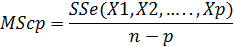 MScp = SSe(X1, X2, ....., Xp) / n − p